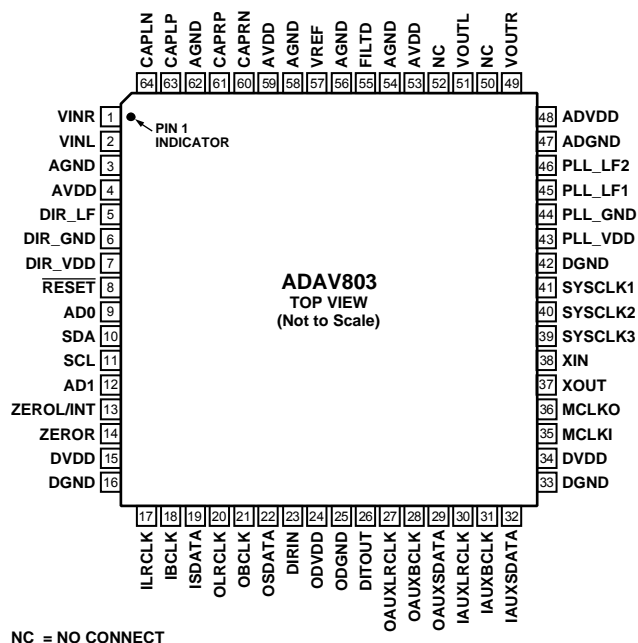 CAPLN CAPLP AGND CAPRP CAPRN AVDD AGND VREF AGND FILTD AGND AVDD NC VOUTL NC VOUTR
64 63 62 61 60 59 58 57 56 55 54 53 52 51 50 49
VINR 1
VINL 2
AGND 3
AVDD 4
DIR_LF 5
DIR_GND 6
DIR_VDD 7
RESET 8
AD0 9
SDA 10
SCL 11
AD1 12
ZEROL/INT 13
ZEROR 14
DVDD 15
DGND 16
PIN 1
INDICATOR
ADAV803
TOP VIEW
(Not to Scale)
48 ADVDD
47 ADGND
46 PLL_LF2
45 PLL_LF1
44 PLL_GND
43 PLL_VDD
42 DGND
41 SYSCLK1
40 SYSCLK2
39 SYSCLK3
38 XIN
37 XOUT
36 MCLKO
35 MCLKI
34 DVDD
33 DGND
17 18 19 20 21 22 23 24 25 26 27 28 29 30 31 32
ILRCLK IBCLK ISDATA OLRCLK OBCLK OSDATA DIRIN ODVDD ODGND DITOUT OAUXLRCLK OAUXBCLK OAUXSDATA IAUXLRCLK IAUXBCLK IAUXSDATA
NC = NO CONNECT